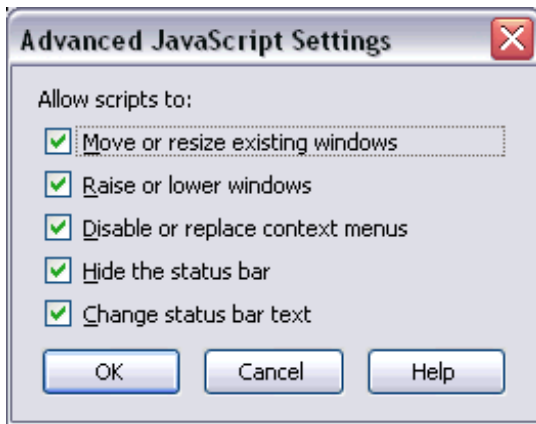 Advanced JavaScript Settings
Allow scripts to:
Move or resize existing windows
Raise or lower windows
Disable or replace context menus
Hide the status bar
Change status bar text
OK Cancel Help